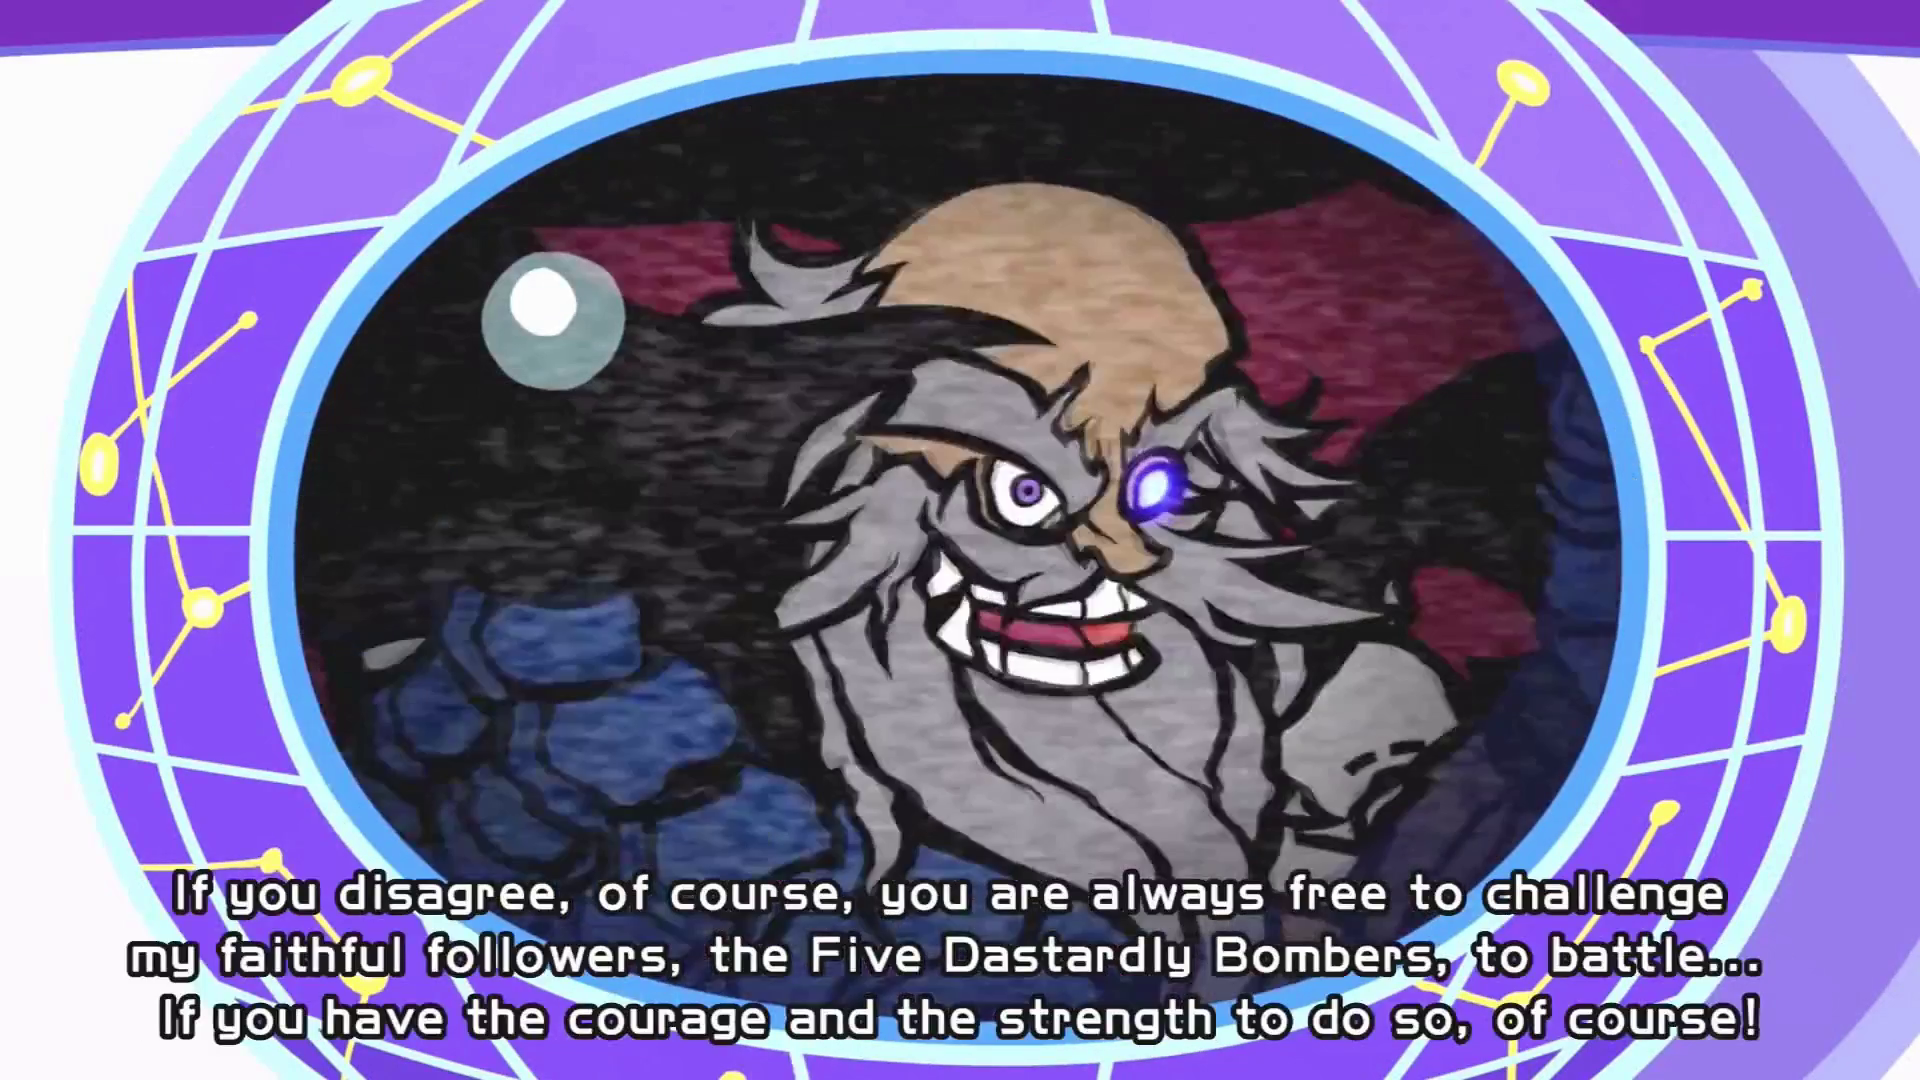 If you disagree, of course, you are always free to challenge
my faithful followers, the Five Dastardly Bombers, to battle...
If you have the courage and the strength to do so, of course!